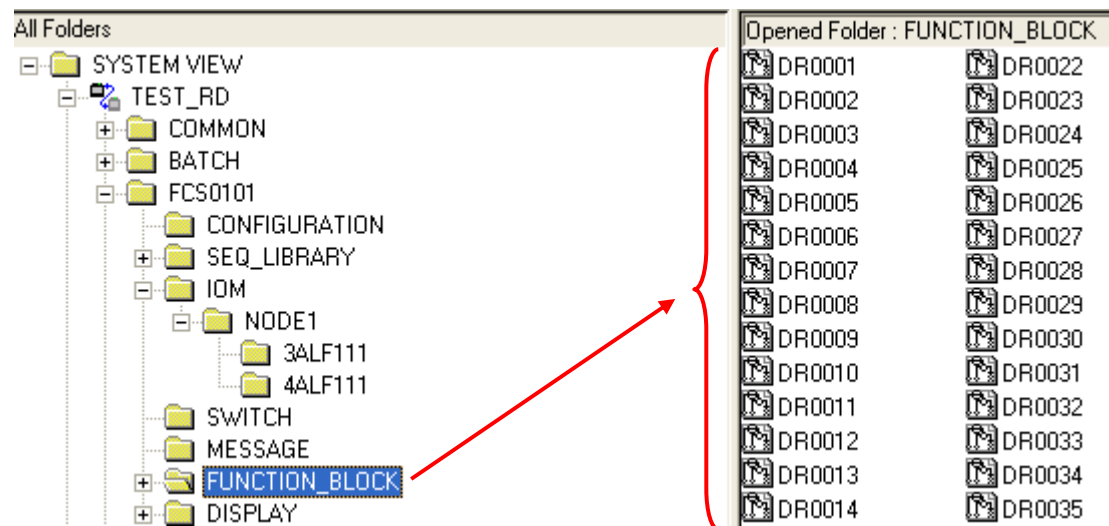 All Folders
SYSTEM VIEW
TEST_RD
COMMON
BATCH
FCS0101
CONFIGURATION
SEQ_LIBRARY
IOM
NODE1
3ALF111
4ALF111
SWITCH
MESSAGE
FUNCTION_BLOCK
DISPLAY
Opened Folder : FUNCTION_BLOCK
DR0001
DR0002
DR0003
DR0004
DR0005
DR0006
DR0007
DR0008
DR0009
DR0010
DR0011
DR0012
DR0013
DR0014
DR0022
DR0023
DR0024
DR0025
DR0026
DR0027
DR0028
DR0029
DR0030
DR0031
DR0032
DR0033
DR0034
DR0035